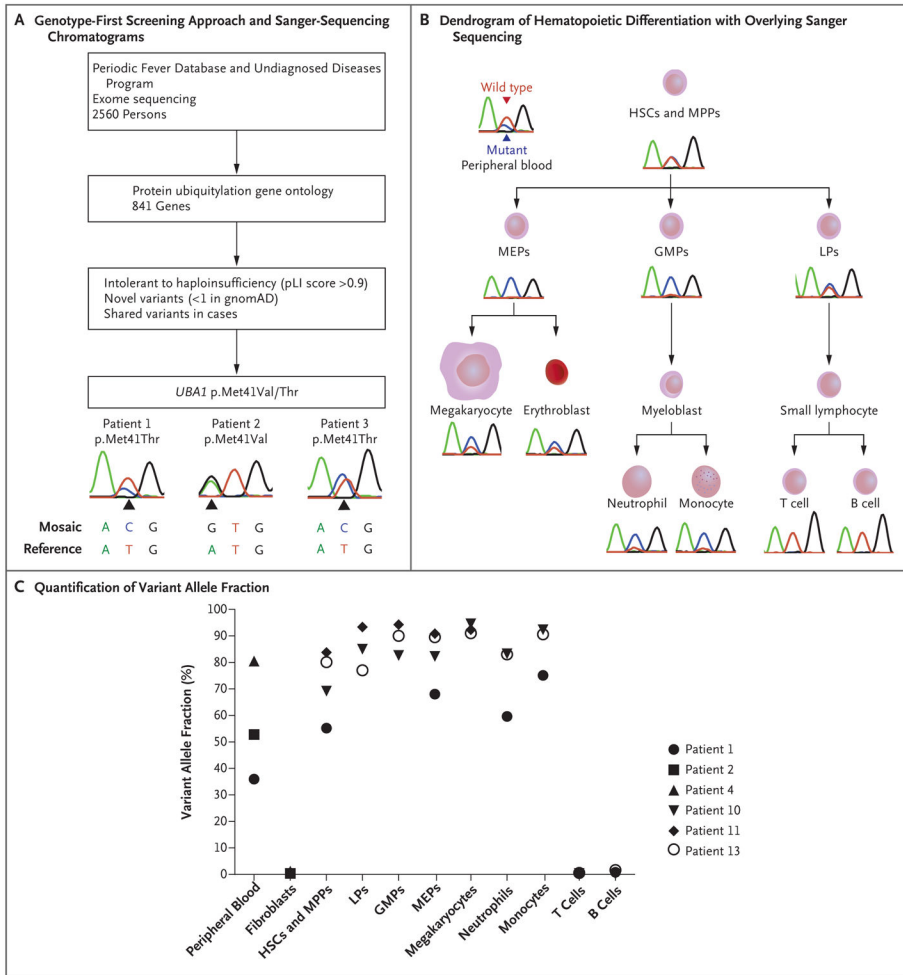 A Genotype-First Screening Approach and Sanger-Sequencing
Chromatograms
Periodic Fever Database and Undiagnosed Diseases
Program
Exome sequencing
2560 Persons
Protein ubiquitylation gene ontology
841 Genes
Intolerant to haploinsufficiency (pLI score >0.9)
Novel variants (<1 in gnomAD)
Shared variants in cases
UBA1 p.Met41Val/Thr
Patient 1
p.Met41Thr
Patient 2
p.Met41Val
Patient 3
p.Met41Thr
Mosaic A C G G T G A C G
Reference A T G A T G A T G
B Dendrogram of Hematopoietic Differentiation with Overlying Sanger
Sequencing
Wild type
Mutant
Peripheral blood
HSCs and MPPs
MEPs
GMPs
LPs
Megakaryocyte
Erythroblast
Myeloblast
Small lymphocyte
Neutrophil
Monocyte
T cell
B cell
C Quantification of Variant Allele Fraction
Variant Allele Fraction (%)
100
90
80
70
60
50
40
30
20
10
0
Peripheral Blood
Fibroblasts
HSCs and MPPs
LPs
GMPs
MEPs
Megakaryocytes
Neutrophils
Monocytes
T Cells
B Cells
Patient 1
Patient 2
Patient 4
Patient 10
Patient 11
Patient 13